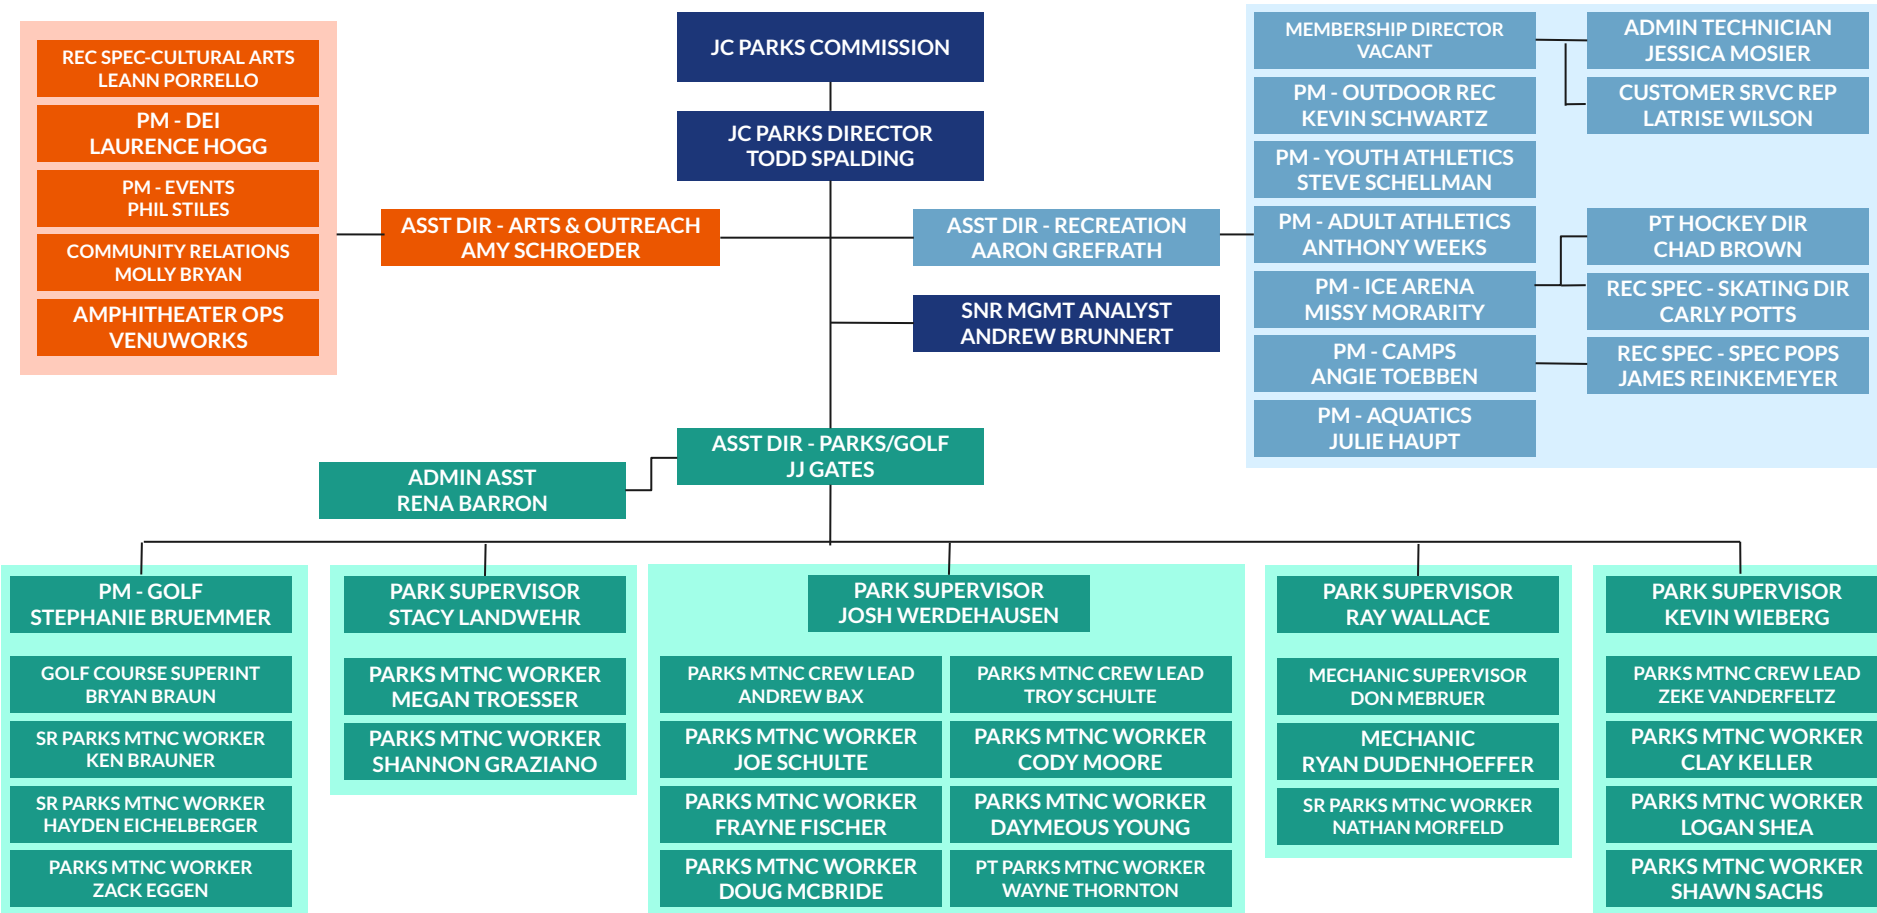 JC PARKS COMMISSION
JC PARKS DIRECTOR
TODD SPALDING
REC SPEC-CULTURAL ARTS
LEANN PORRELLO
PM - DEI
LAURENCE HOGG
PM - EVENTS
PHIL STILES
COMMUNITY RELATIONS
MOLLY BRYAN
AMPHITHEATER OPS
VENUWORKS
ASST DIR - ARTS & OUTREACH
AMY SCHROEDER
ASST DIR - RECREATION
AARON GREFRATH
SNR MGMT ANALYST
ANDREW BRUNNERT
MEMBERSHIP DIRECTOR
VACANT
ADMIN TECHNICIAN
JESSICA MOSIER
CUSTOMER SRVC REP
LATRISE WILSON
PM - OUTDOOR REC
KEVIN SCHWARTZ
PM - YOUTH ATHLETICS
STEVE SCHELLMAN
PM - ADULT ATHLETICS
ANTHONY WEEKS
PM - ICE ARENA
MISSY MORARITY
PT HOCKEY DIR
CHAD BROWN
REC SPEC - SKATING DIR
CARLY POTTS
PM - CAMPS
ANGIE TOEBBEN
REC SPEC - SPEC POPS
JAMES REINKEMEYER
PM - AQUATICS
JULIE HAUPT
ASST DIR - PARKS/GOLF
JJ GATES
ADMIN ASST
RENA BARRON
PM - GOLF
STEPHANIE BRUEMMER
GOLF COURSE SUPERINT
BRYAN BRAUN
SR PARKS MTNC WORKER
KEN BRAUNER
SR PARKS MTNC WORKER
HAYDEN EICHELBERGER
PARKS MTNC WORKER
ZACK EGGEN
PARK SUPERVISOR
STACY LANDWEHR
PARKS MTNC WORKER
MEGAN TROESSER
PARKS MTNC WORKER
SHANNON GRAZIANO
PARK SUPERVISOR
JOSH WERDEHAUSEN
PARKS MTNC CREW LEAD
ANDREW BAX
PARKS MTNC WORKER
JOE SCHULTE
PARKS MTNC WORKER
FRAYNE FISCHER
PARKS MTNC WORKER
DOUG MCBRIDE
PARKS MTNC CREW LEAD
TROY SCHULTE
PARKS MTNC WORKER
CODY MOORE
PARKS MTNC WORKER
DAYMEOUS YOUNG
PT PARKS MTNC WORKER
WAYNE THORNTON
PARK SUPERVISOR
RAY WALLACE
MECHANIC SUPERVISOR
DON MEBRUER
MECHANIC
RYAN DUDENHOEFFER
SR PARKS MTNC WORKER
NATHAN MORFELD
PARK SUPERVISOR
KEVIN WIEBERG
PARKS MTNC CREW LEAD
ZEKE VANDERFELTZ
PARKS MTNC WORKER
CLAY KELLER
PARKS MTNC WORKER
LOGAN SHEA
PARKS MTNC WORKER
SHAWN SACHS